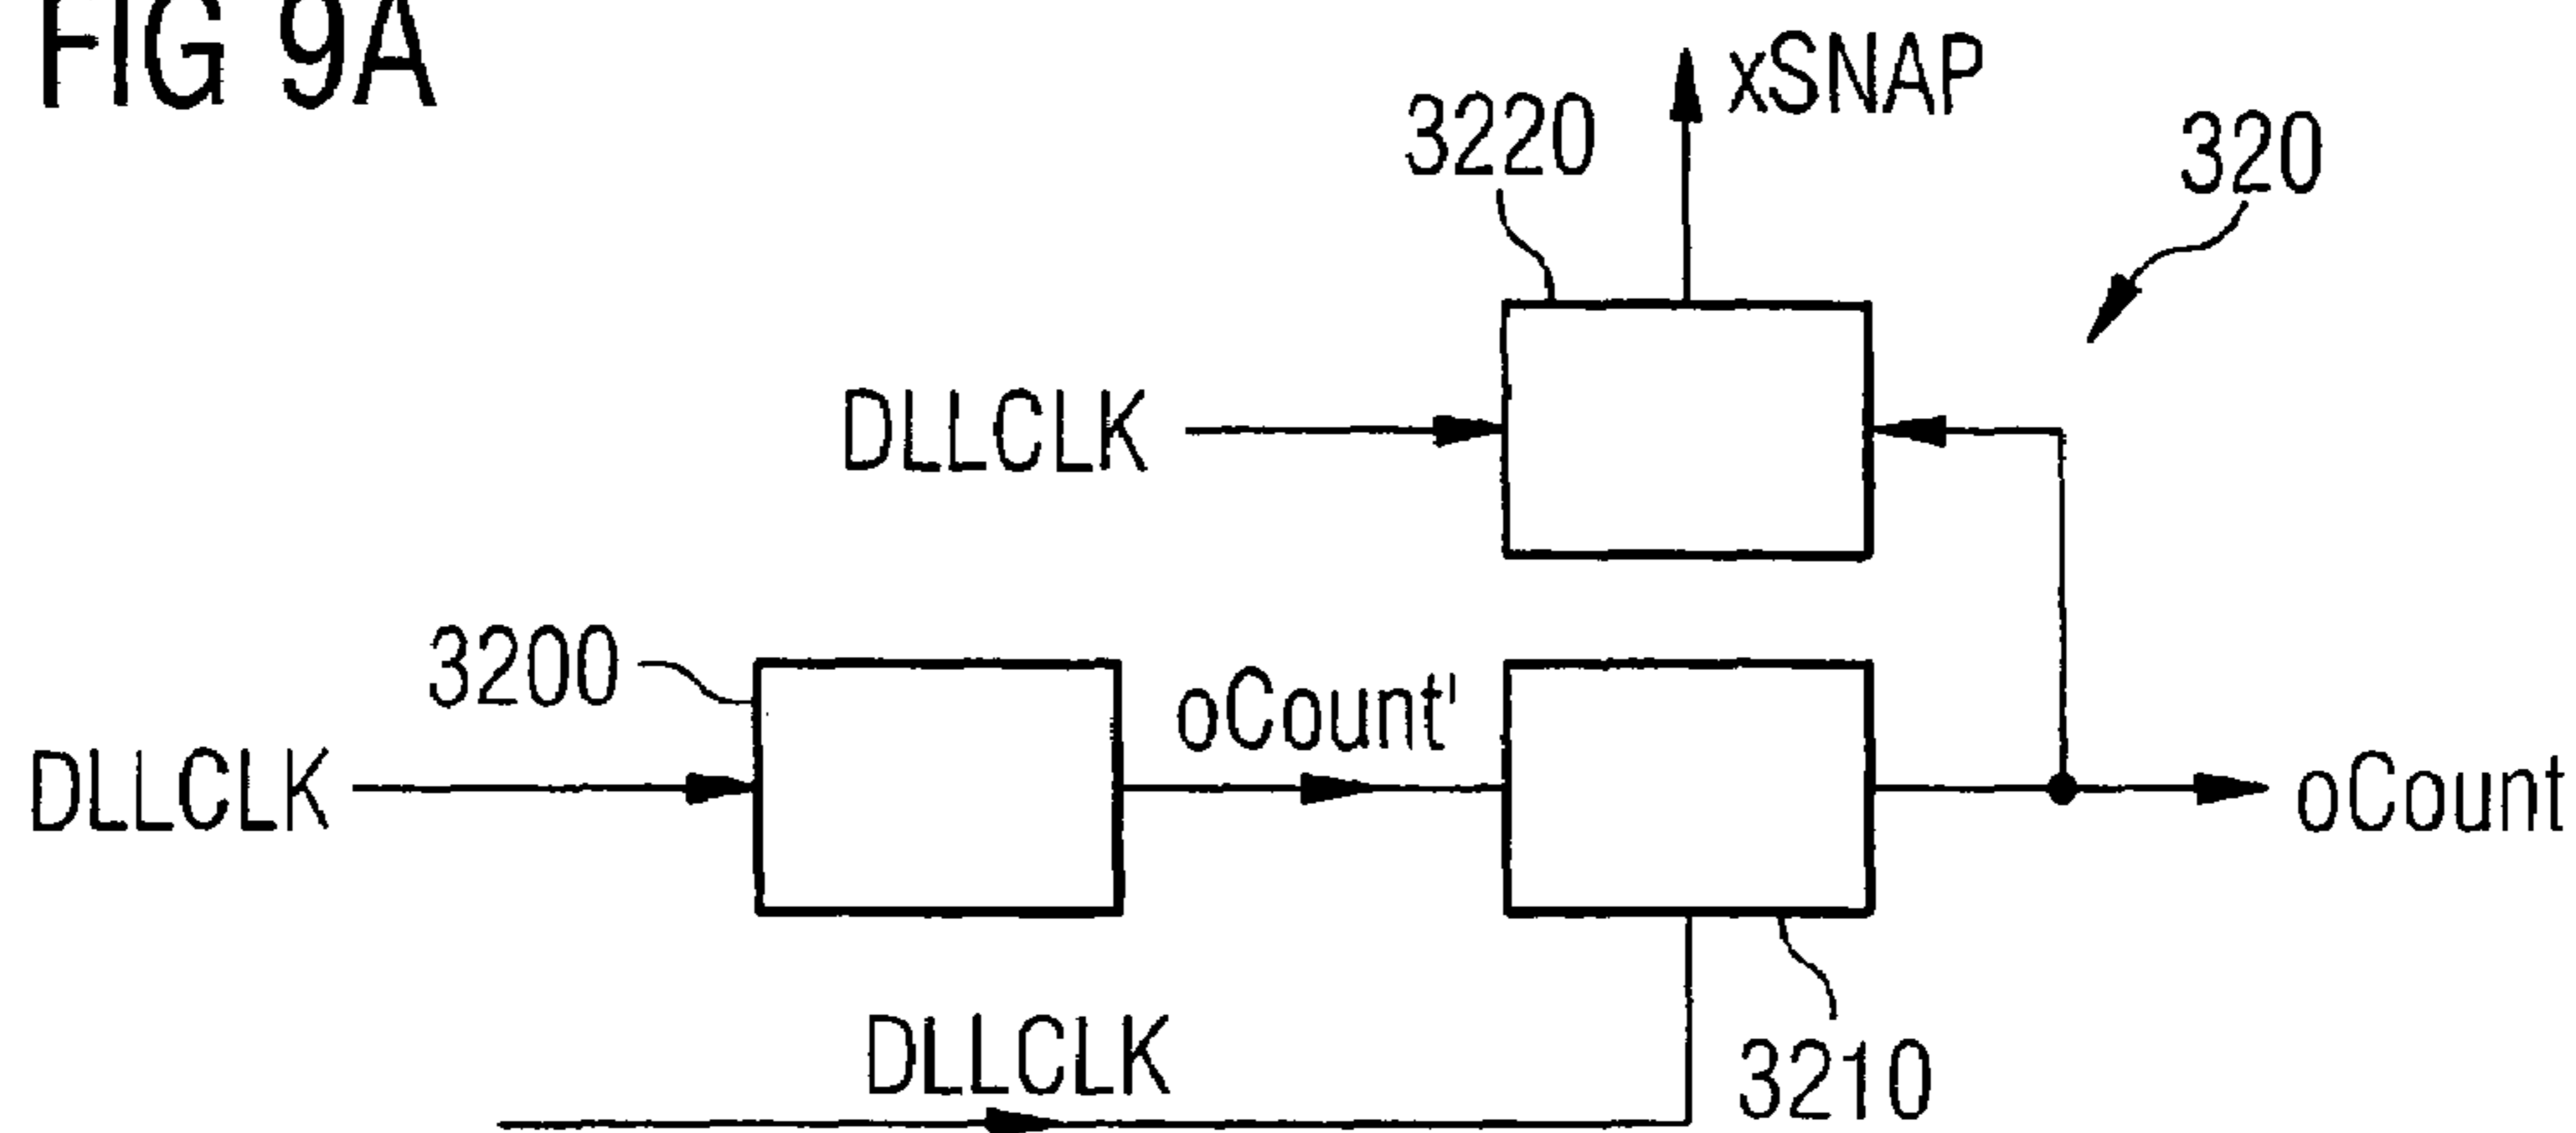 FIG 9A
xSNAP
3220
320
DLLCLK
3200
oCount'
DLLCLK
oCount
DLLCLK
3210